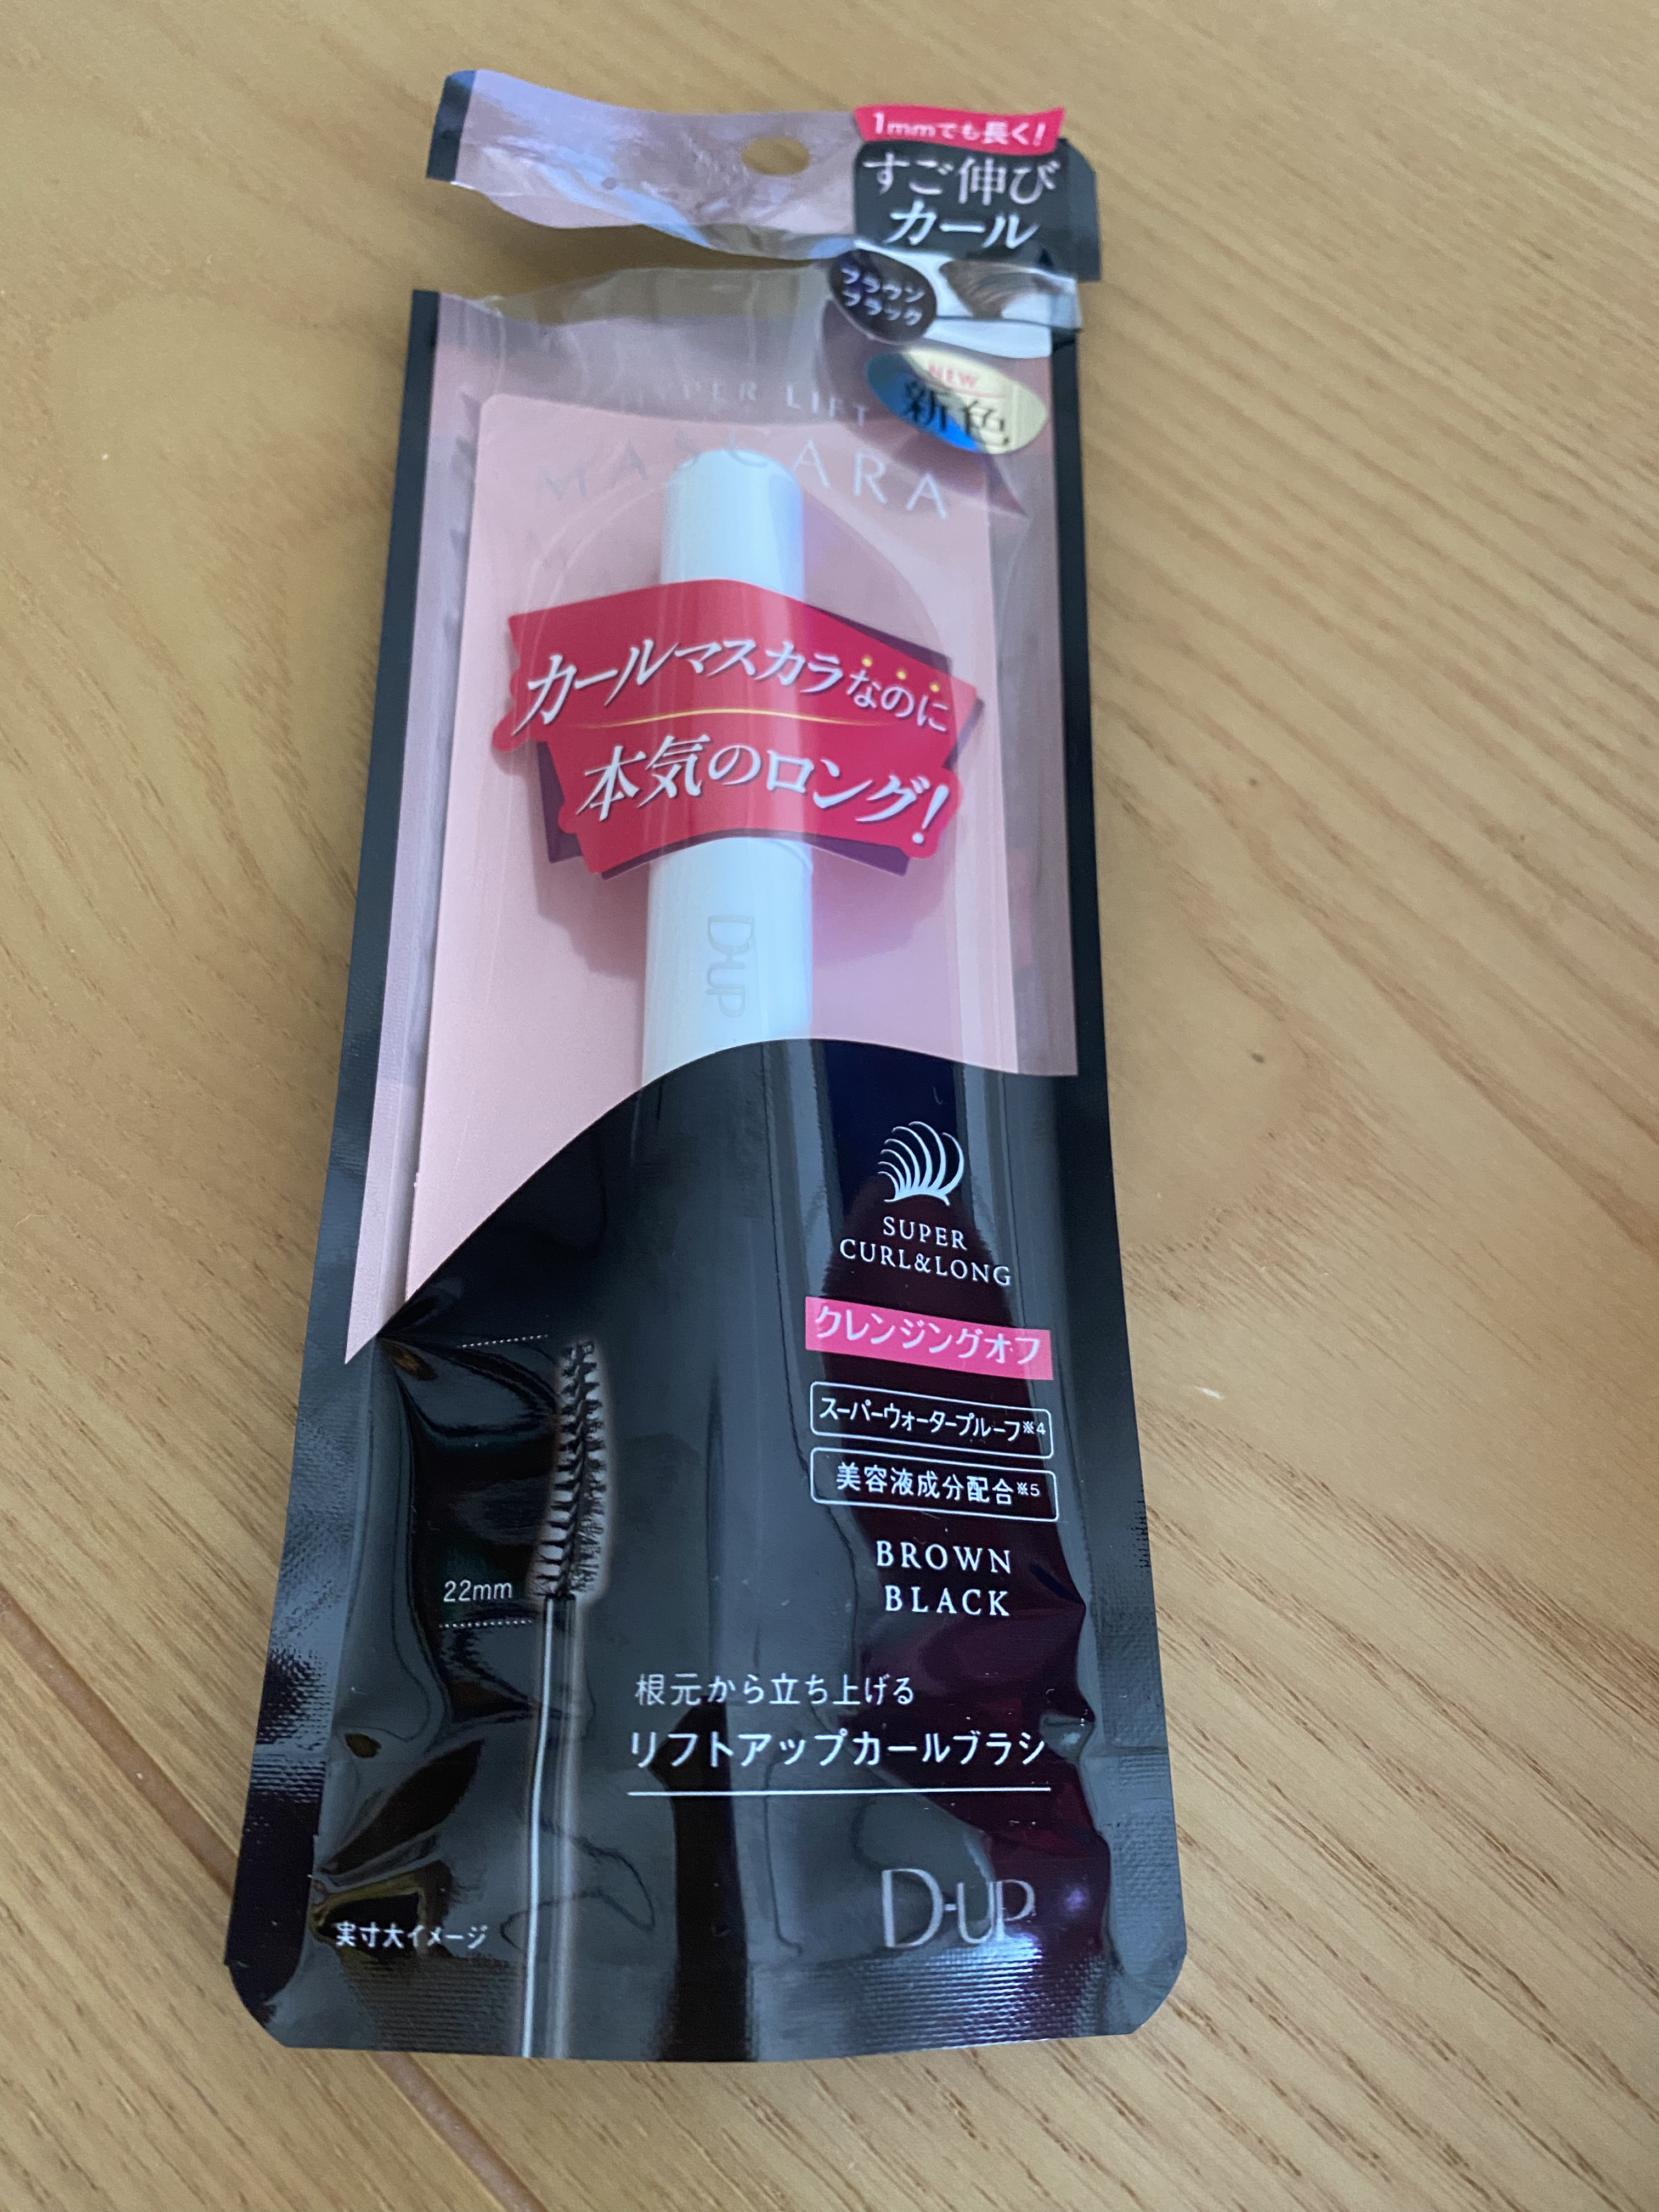 1mmでも長く!
すご伸び
カール
ブラウン
ブラック
NEW
新色
LIFT
MASCARA
カールマスカラなのに
本気のロング!
D-UP
SUPER
CURL&LONG
クレンジングオフ
スーパーウォータープルーフ※4
美容液成分配合※5
BROWN
BLACK
22mm
根元から立ち上げる
リフトアップカールブラシ
D-UP
実寸大イメージ